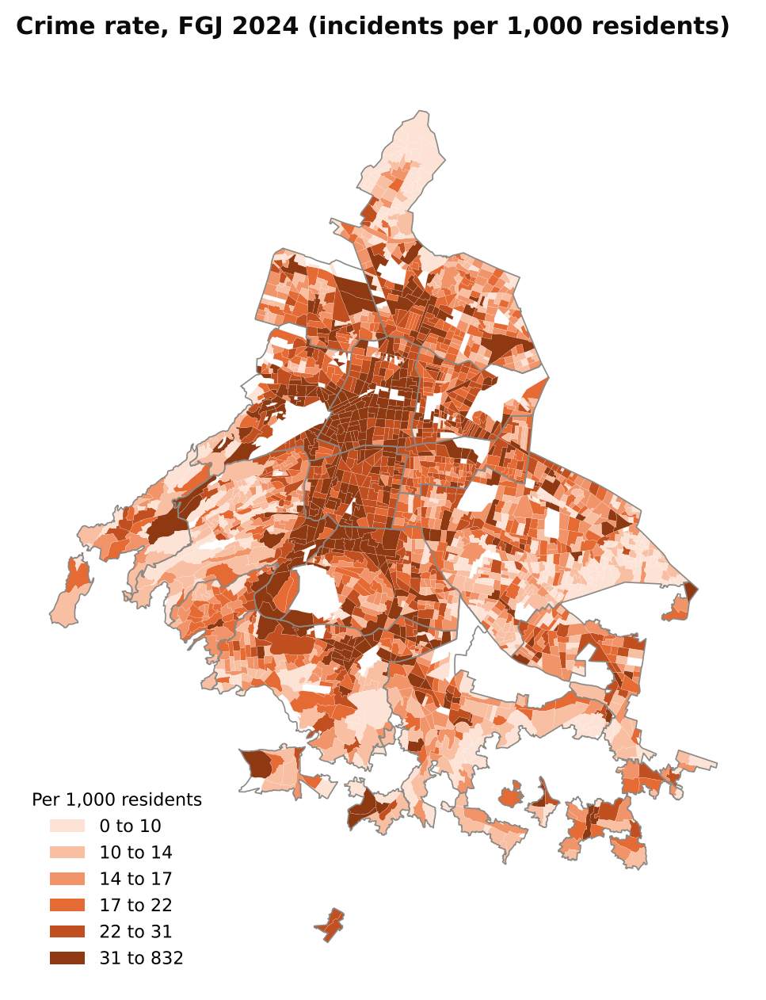 Crime rate, FGJ 2024 (incidents per 1,000 residents)
Per 1,000 residents
0 to 10
10 to 14
14 to 17
17 to 22
22 to 31
31 to 832